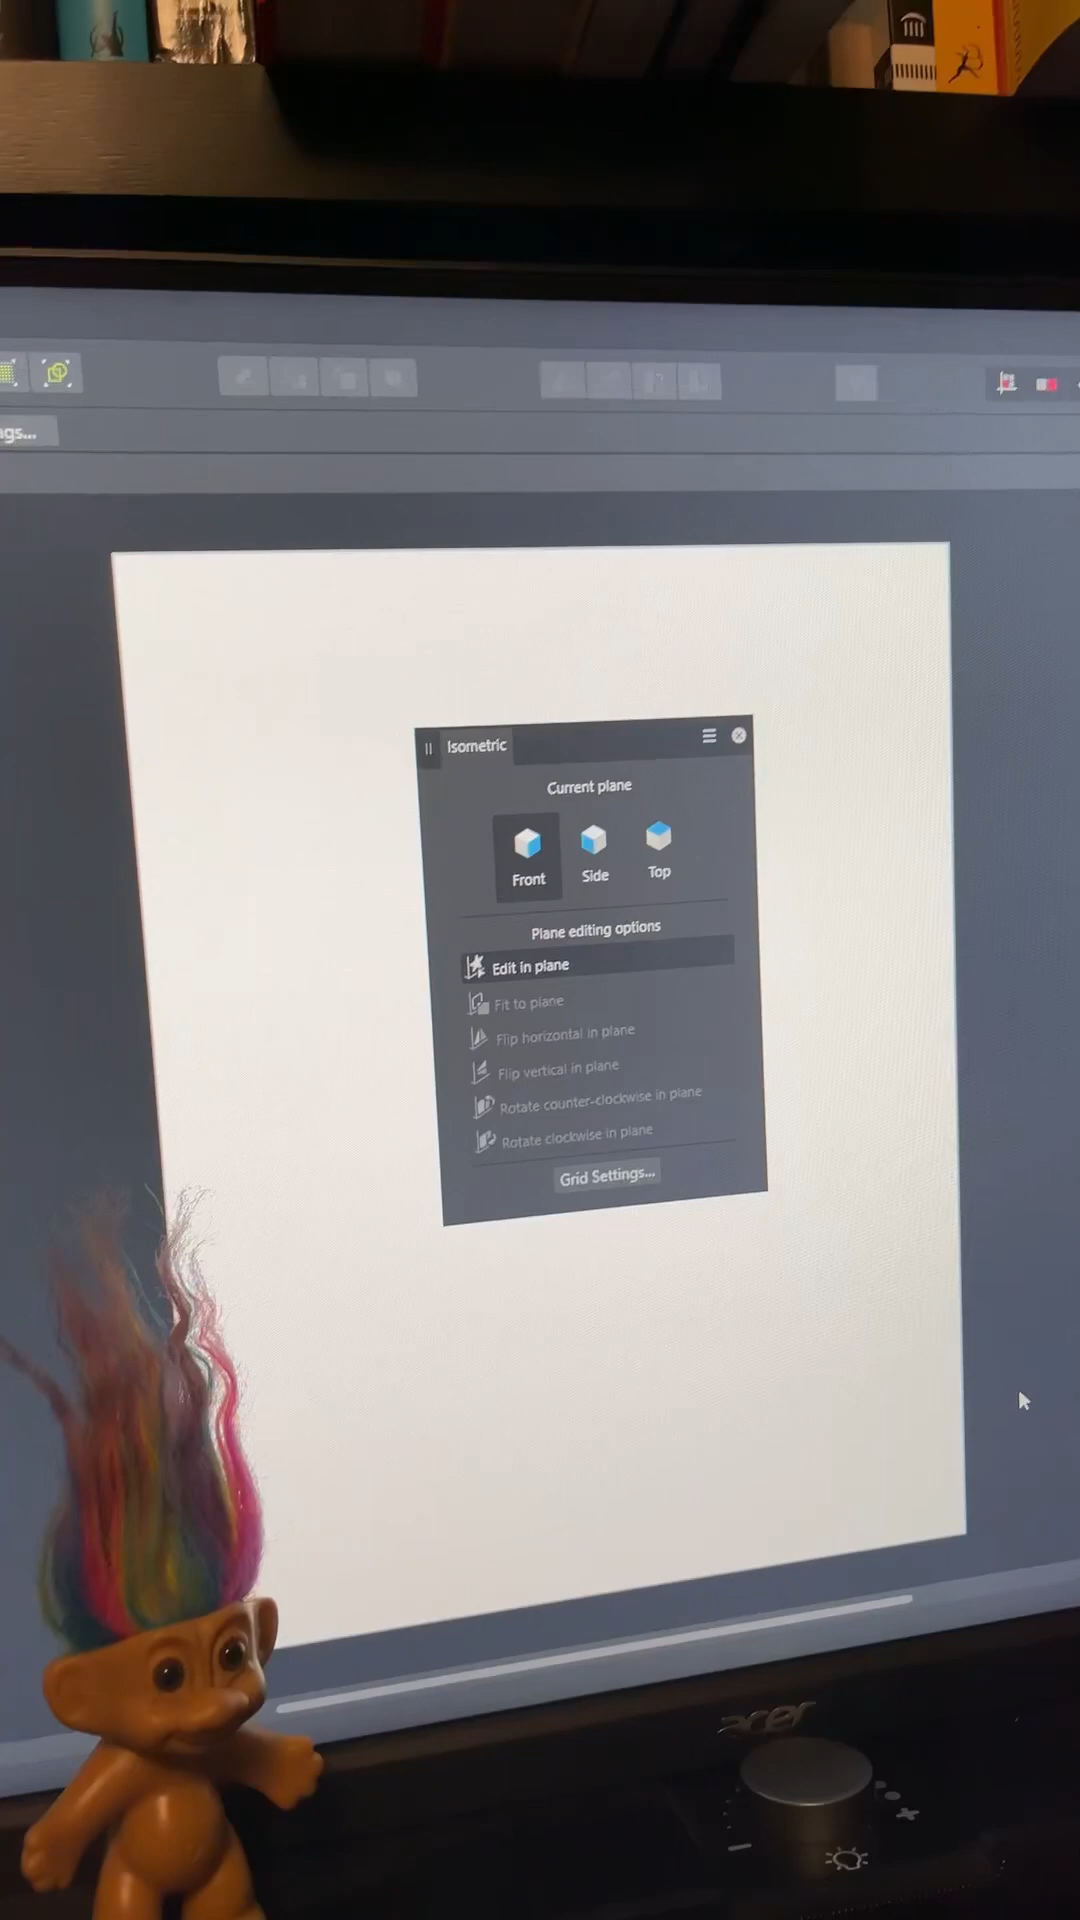 gs...
Isometric
Current plane
Front
Side
Top
Plane editing options
Edit in plane
Fit to plane
Flip horizontal in plane
Flip vertical in plane
Rotate counter-clockwise in plane
Rotate clockwise in plane
Grid Settings...
acer